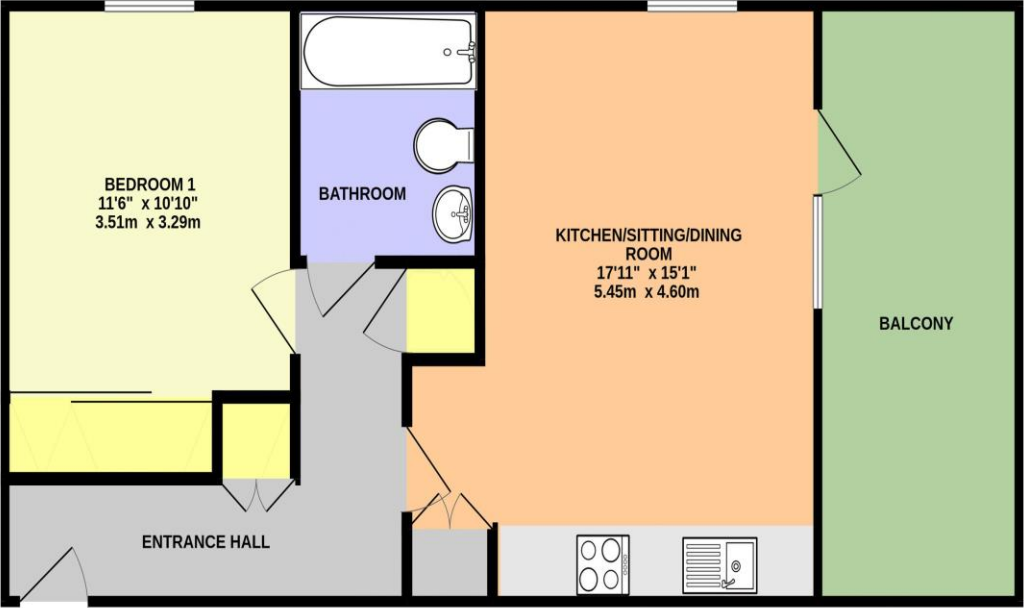 BEDROOM 1
11'6" x 10'10"
3.51m x 3.29m
BATHROOM
KITCHEN/SITTING/DINING
ROOM
17'11" x 15'1"
5.45m x 4.60m
BALCONY
ENTRANCE HALL